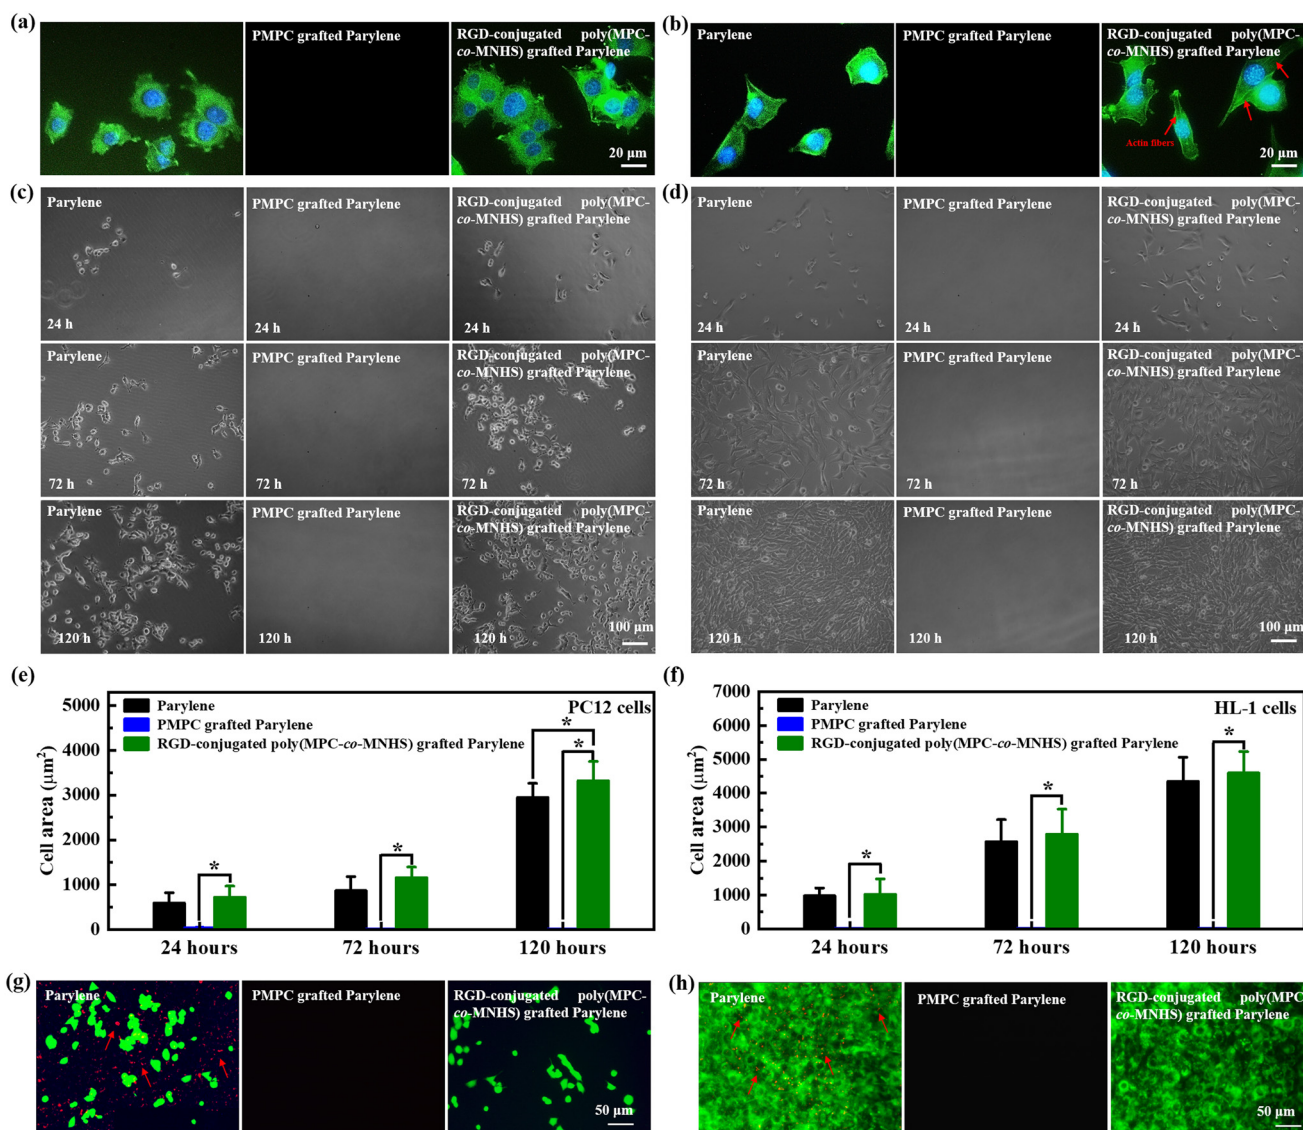 (a)
PMPC grafted Parylene
RGD-conjugated poly(MPC-
co-MNHS) grafted Parylene
20 μm
(b)
Parylene
PMPC grafted Parylene
RGD-conjugated poly(MPC-
co-MNHS) grafted Parylene
Actin fibers
20 μm
(c)
Parylene
24 h
PMPC grafted Parylene
24 h
RGD-conjugated poly(MPC-
co-MNHS) grafted Parylene
24 h
Parylene
72 h
PMPC grafted Parylene
72 h
RGD-conjugated poly(MPC-
co-MNHS) grafted Parylene
72 h
Parylene
120 h
PMPC grafted Parylene
120 h
RGD-conjugated poly(MPC-
co-MNHS) grafted Parylene
120 h
100 μm
(d)
Parylene
24 h
PMPC grafted Parylene
24 h
RGD-conjugated poly(MPC-
co-MNHS) grafted Parylene
24 h
Parylene
72 h
PMPC grafted Parylene
72 h
RGD-conjugated poly(MPC-
co-MNHS) grafted Parylene
72 h
Parylene
120 h
PMPC grafted Parylene
120 h
RGD-conjugated poly(MPC-
co-MNHS) grafted Parylene
120 h
100 μm
(e)
PC12 cells
Parylene
PMPC grafted Parylene
RGD-conjugated poly(MPC-co-MNHS) grafted Parylene
Cell area (μm²)
5000
4000
3000
2000
1000
0
*
*
*
*
24 hours
72 hours
120 hours
(f)
HL-1 cells
Parylene
PMPC grafted Parylene
RGD-conjugated poly(MPC-co-MNHS) grafted Parylene
Cell area (μm²)
7000
6000
5000
4000
3000
2000
1000
0
*
*
*
24 hours
72 hours
120 hours
(g)
Parylene
PMPC grafted Parylene
RGD-conjugated poly(MPC-
co-MNHS) grafted Parylene
50 μm
(h)
Parylene
PMPC grafted Parylene
RGD-conjugated poly(MPC
co-MNHS) grafted Parylene
50 μm